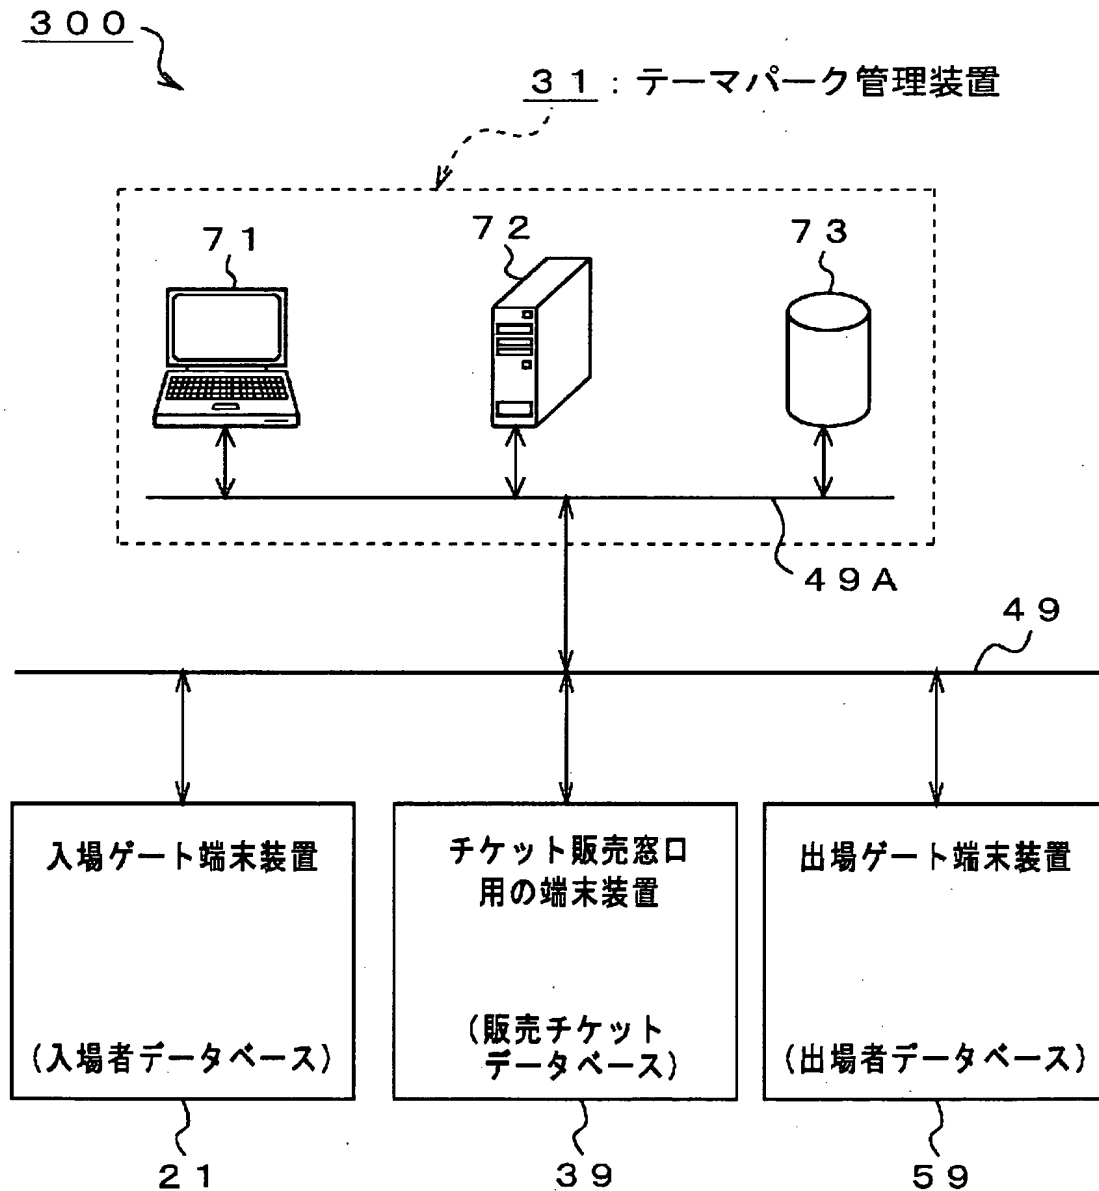 ３００
３１：テーマパーク管理装置
７１
７２
７３
４９A
４９
入場ゲート端末装置
(入場者データベース)
２１
チケット販売窓口
用の端末装置
(販売チケット
データベース)
３９
出場ゲート端末装置
(出場者データベース)
５９